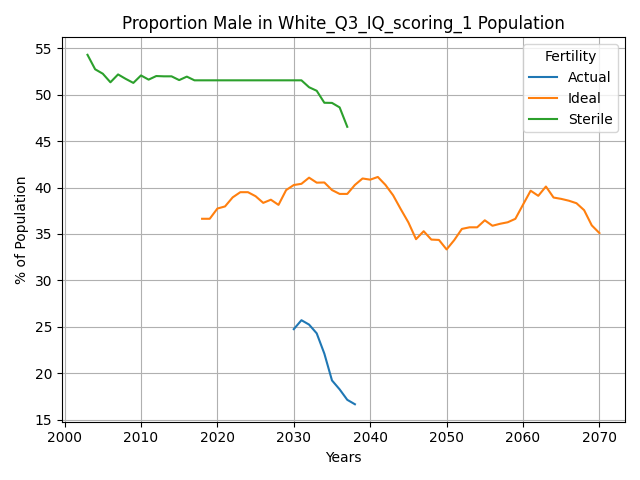 Proportion Male in White_Q3_IQ_scoring_1 Population
Fertility
Actual
Ideal
Sterile
% of Population
55
50
45
40
35
30
25
20
15
2000 2010 2020 2030 2040 2050 2060 2070
Years